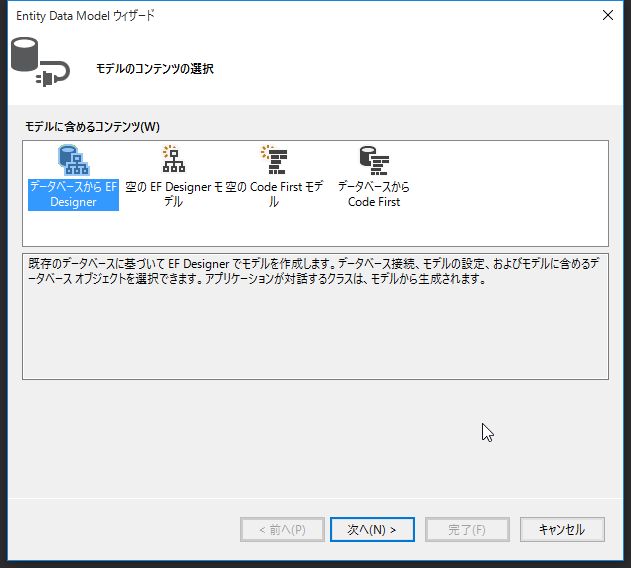 Entity Data Model ウィザード
モデルのコンテンツの選択
モデルに含めるコンテンツ(W)
データベースから EF
Designer
空の EF Designer モ
デル
空の Code First モデ
ル
データベースから
Code First
既存のデータベースに基づいて EF Designer でモデルを作成します。データベース接続、モデルの設定、およびモデルに含めるデ
ータベース オブジェクトを選択できます。アプリケーションが対話するクラスは、モデルから生成されます。
< 前へ(P)
次へ(N) >
完了(F)
キャンセル